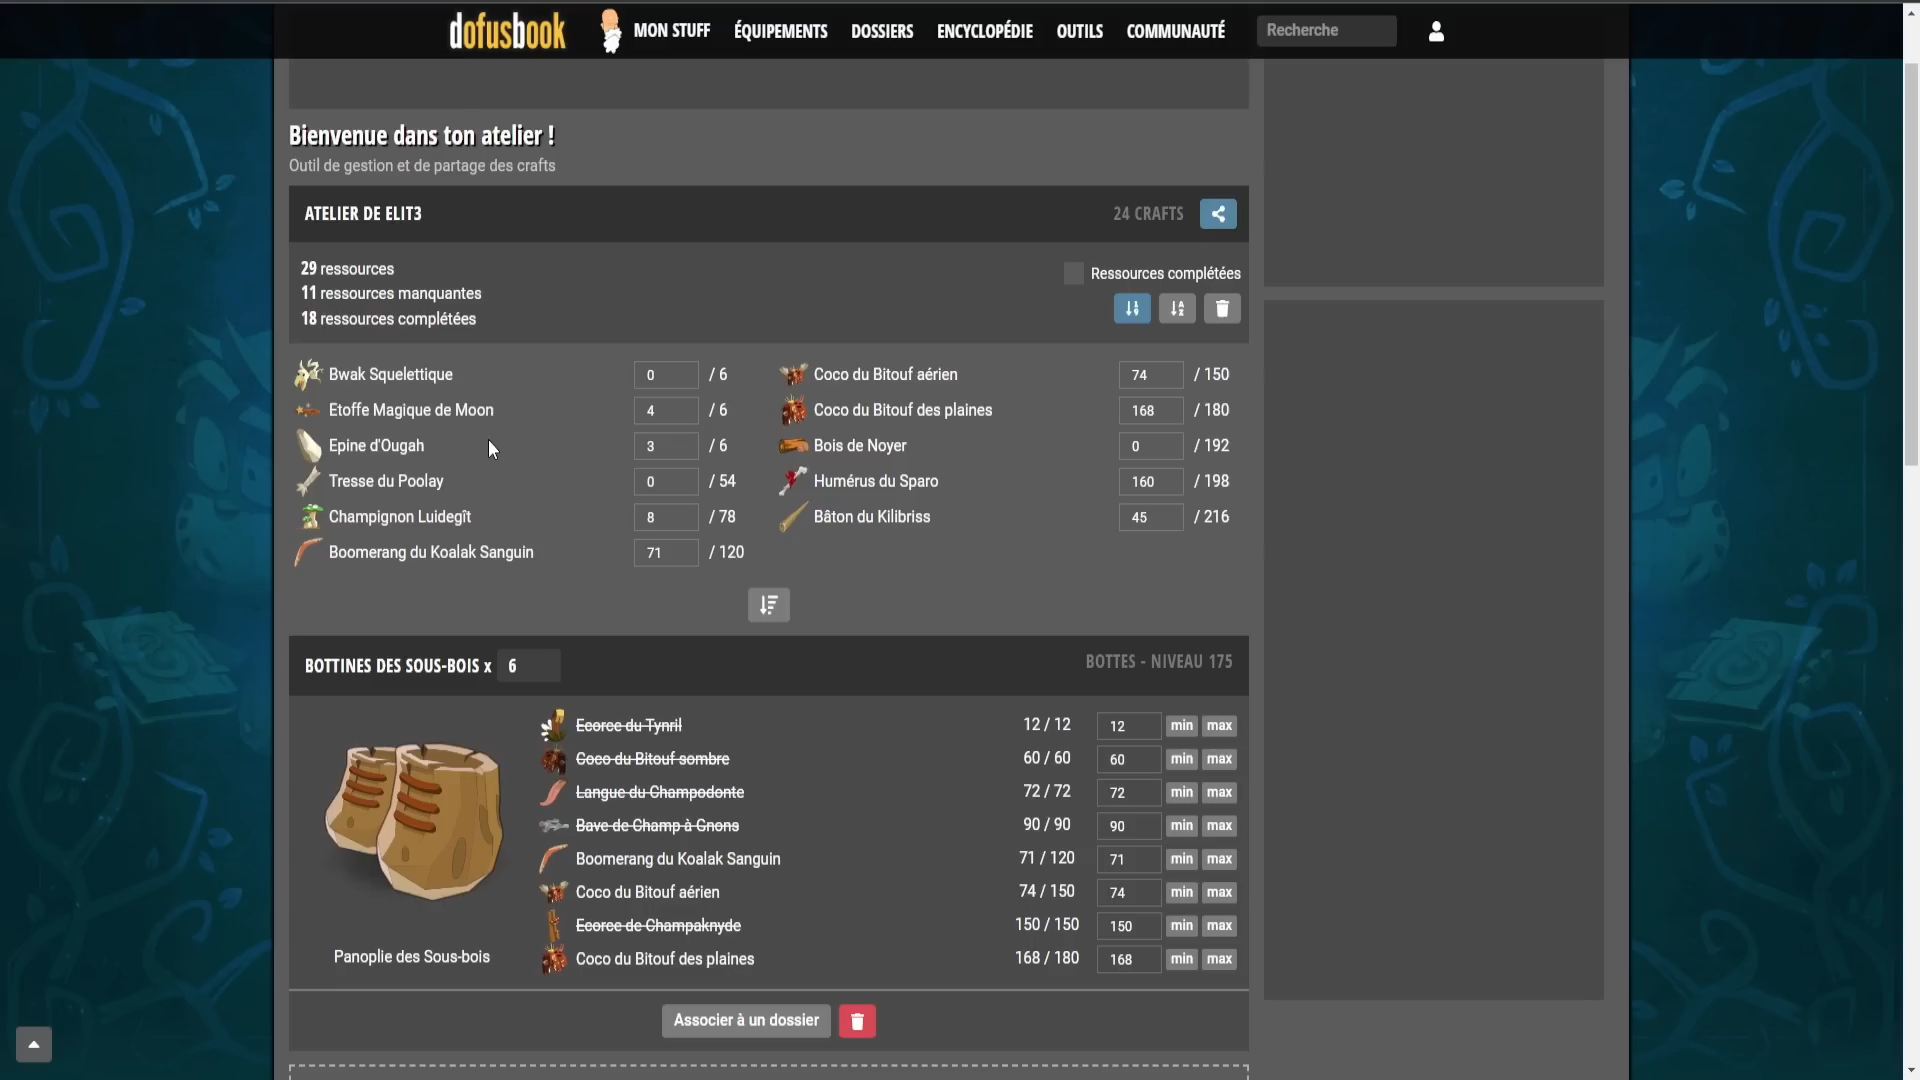 dofusbook MON STUFF ÉQUIPEMENTS DOSSIERS ENCYCLOPÉDIE OUTILS COMMUNAUTÉ Recherche
Bienvenue dans ton atelier !
Outil de gestion et de partage des crafts
ATELIER DE ELIT3 24 CRAFTS
29 ressources
11 ressources manquantes
18 ressources complétées
Ressources complétées
Bwak Squelettique 0 / 6
Etoffe Magique de Moon 4 / 6
Epine d'Ougah 3 / 6
Tresse du Poolay 0 / 54
Champignon Luidegît 8 / 78
Boomerang du Koalak Sanguin 71 / 120
Coco du Bitouf aérien 74 / 150
Coco du Bitouf des plaines 168 / 180
Bois de Noyer 0 / 192
Humérus du Sparo 160 / 198
Bâton du Kilibriss 45 / 216
BOTTINES DES SOUS-BOIS x 6 BOTTES - NIVEAU 175
Ecorce du Tynril 12 / 12 12 min max
Coco du Bitouf sombre 60 / 60 60 min max
Langue du Champodonte 72 / 72 72 min max
Bave de Champ à Gnons 90 / 90 90 min max
Boomerang du Koalak Sanguin 71 / 120 71 min max
Coco du Bitouf aérien 74 / 150 74 min max
Ecorce de Champaknyde 150 / 150 150 min max
Coco du Bitouf des plaines 168 / 180 168 min max
Panoplie des Sous-bois
Associer à un dossier